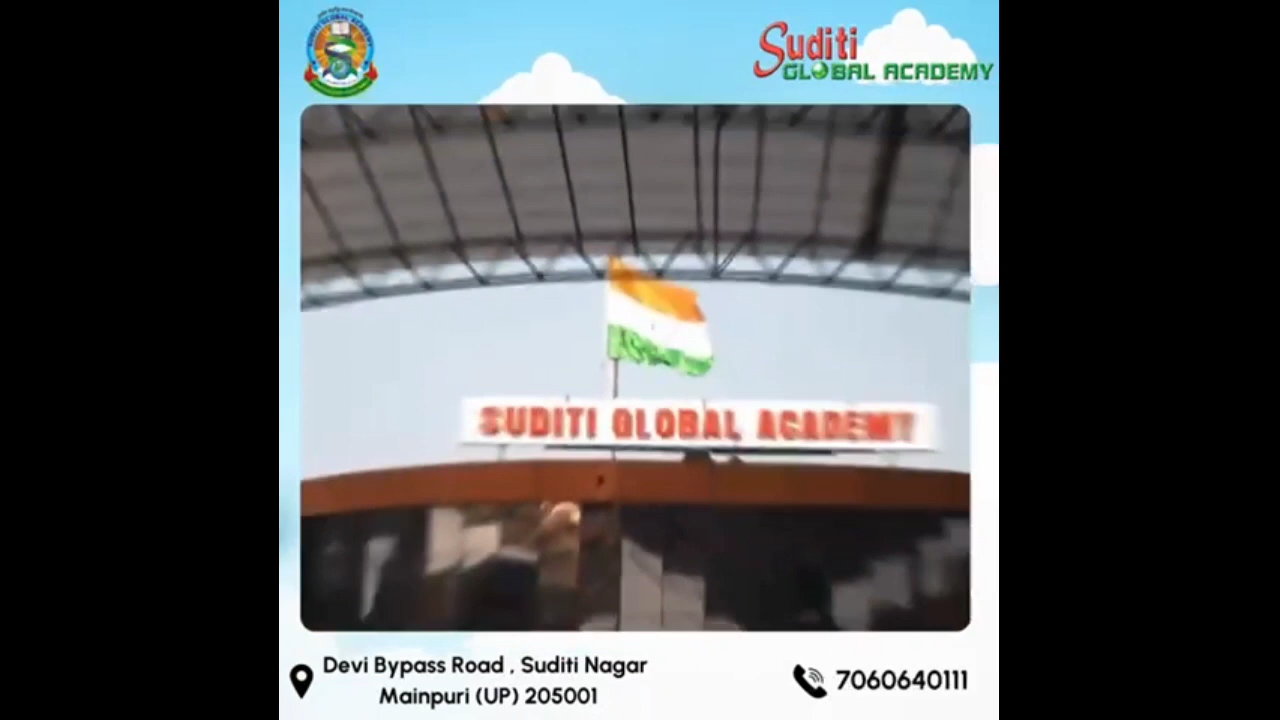 Suditi
GLOBAL ACADEMY
SUDITI GLOBAL ACADEMY
Devi Bypass Road , Suditi Nagar
Mainpuri (UP) 205001
7060640111